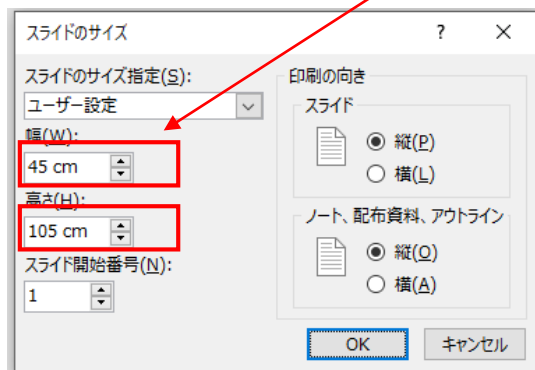 スライドのサイズ
スライドのサイズ指定(S):
ユーザー設定
幅(W):
45 cm
高さ(H):
105 cm
スライド開始番号(N):
1
印刷の向き
スライド
縦(P)
横(L)
ノート、配布資料、アウトライン
縦(O)
横(A)
OK
キャンセル